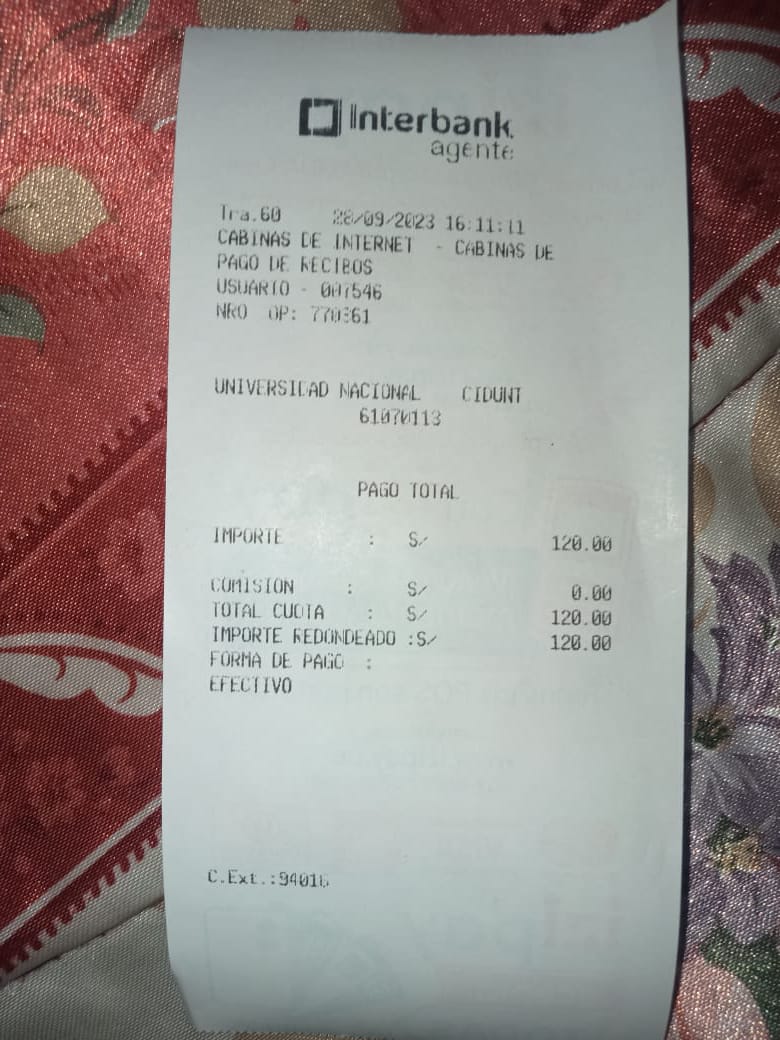 Interbank
agente
Tra.60 28/09/2023 16:11:11
CABINAS DE INTERNET - CABINAS DE
PAGO DE RECIBOS
USUARIO - 007546
NRO OP: 770361
UNIVERSIDAD NACIONAL CIDUNT
61070113
PAGO TOTAL
IMPORTE : S/ 120.00
COMISION : S/ 0.00
TOTAL CUOTA : S/ 120.00
IMPORTE REDONDEADO :S/ 120.00
FORMA DE PAGO :
EFECTIVO
C.Ext.: